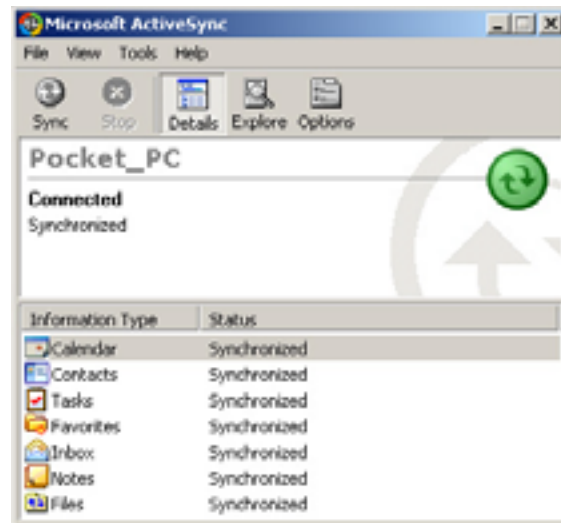 Microsoft ActiveSync
File View Tools Help
Sync Stop Details Explore Options
Pocket_PC
Connected
Synchronized
Information Type Status
Calendar Synchronized
Contacts Synchronized
Tasks Synchronized
Favorites Synchronized
Inbox Synchronized
Notes Synchronized
Files Synchronized